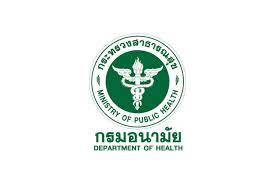 กระทรวงสาธารณสุข
MINISTRY OF PUBLIC HEALTH
กรมอนามัย
DEPARTMENT OF HEALTH